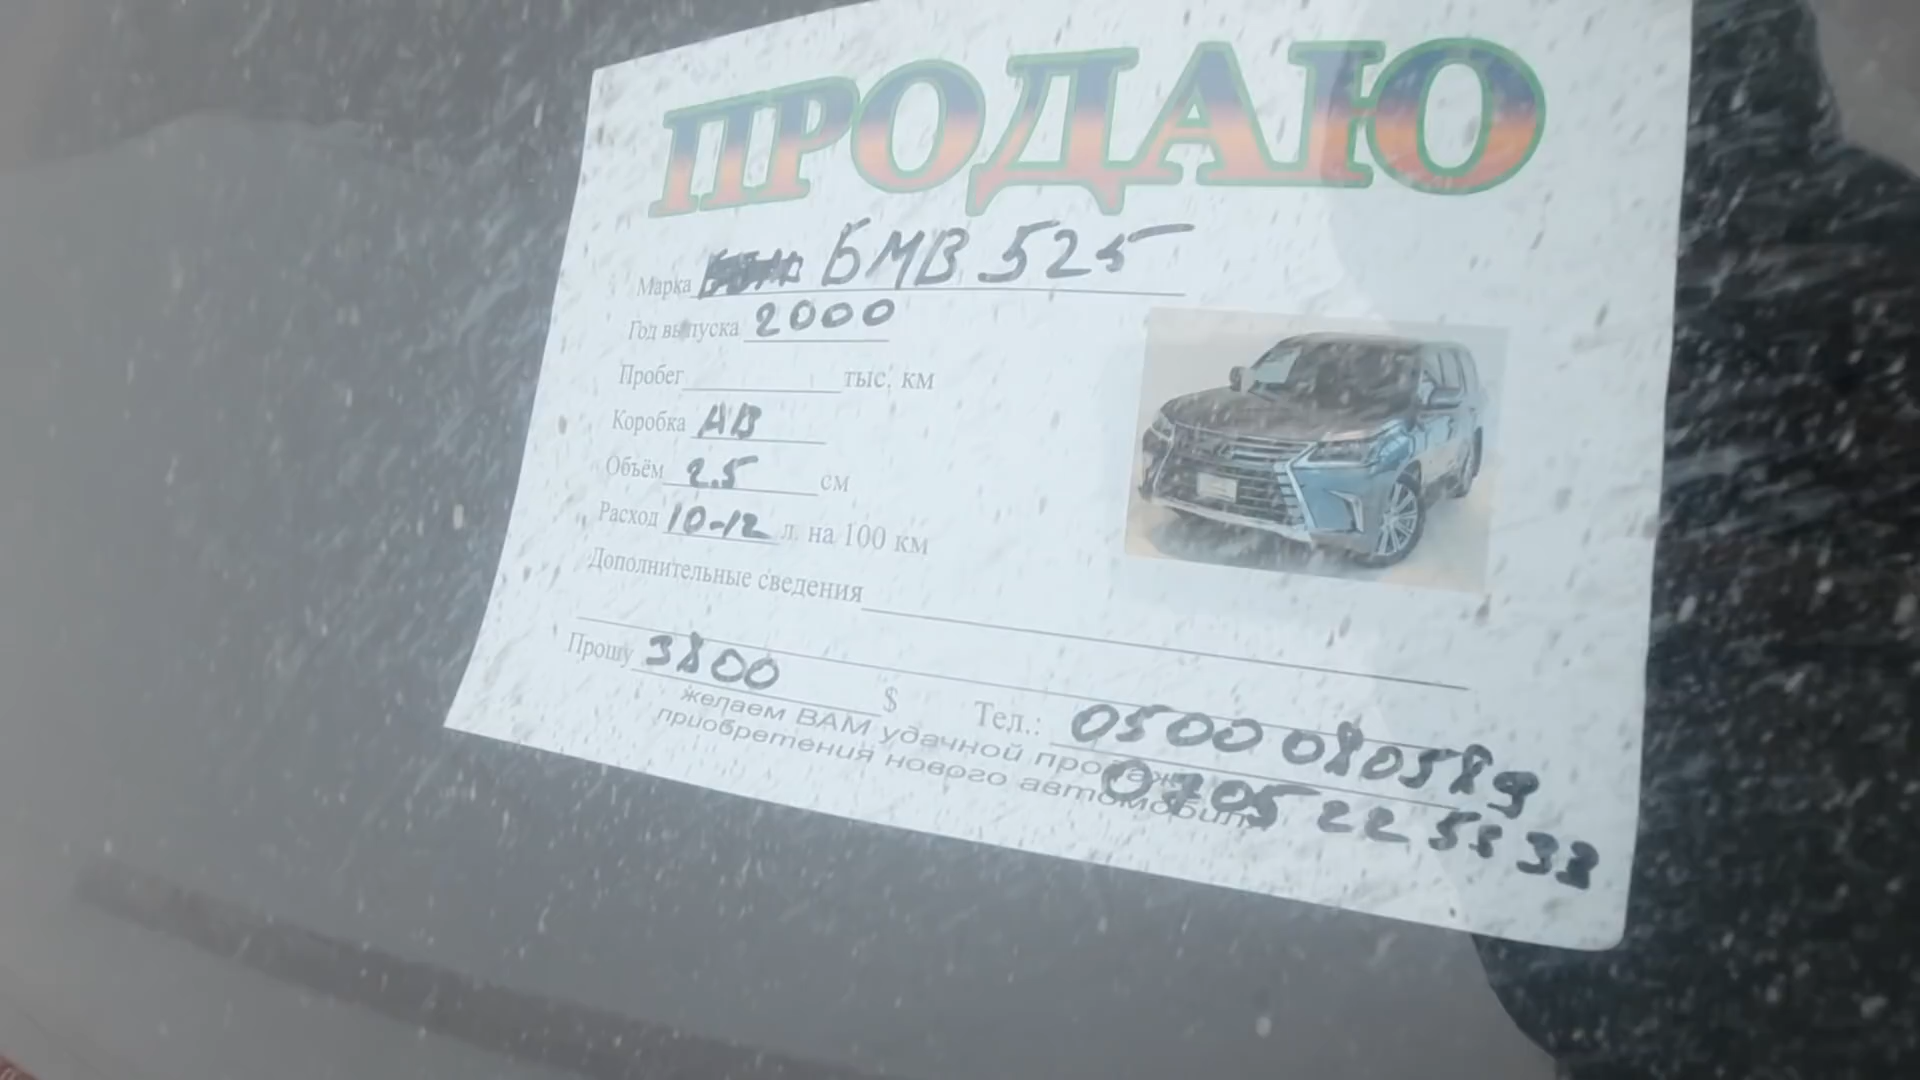 ПРОДАЮ
Марка БМВ 525
Год выпуска 2000
Пробег тыс. км
Коробка АВ
Объём 2.5 см
Расход 10-12 л. на 100 км
Дополнительные сведения
Прошу 3800 $ Тел.: 0500 080589
0705 22 55 33
желаем ВАМ удачной продажи
приобретения нового автомобиля